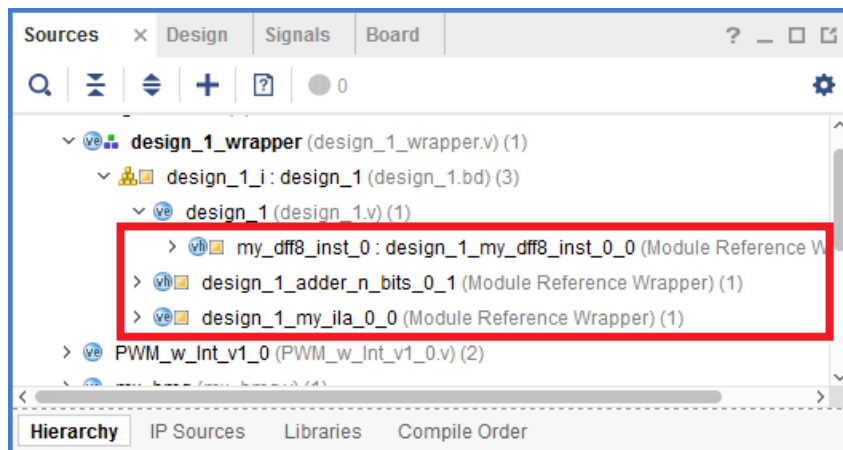 Sources × Design Signals Board ? _
0
design_1_wrapper (design_1_wrapper.v) (1)
design_1_i : design_1 (design_1.bd) (3)
design_1 (design_1.v) (1)
my_dff8_inst_0 : design_1_my_dff8_inst_0_0 (Module Reference W
design_1_adder_n_bits_0_1 (Module Reference Wrapper) (1)
design_1_my_ila_0_0 (Module Reference Wrapper) (1)
PWM_w_Int_v1_0 (PWM_w_Int_v1_0.v) (2)
Hierarchy IP Sources Libraries Compile Order